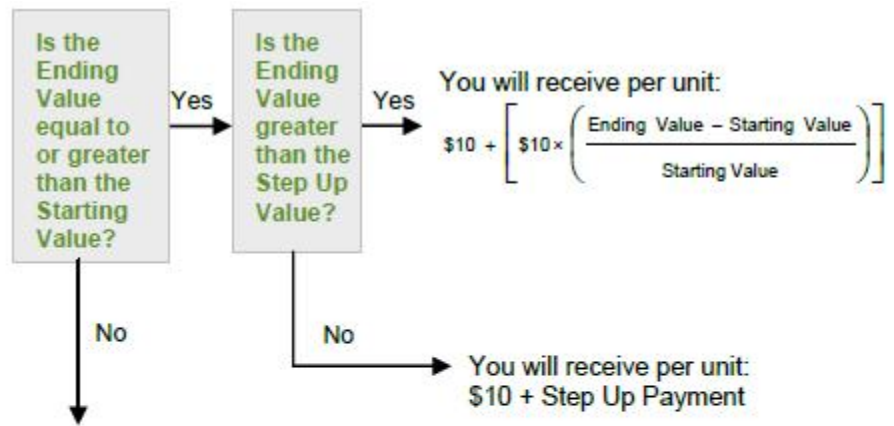 Is the
Ending
Value
equal to
or greater
than the
Starting
Value?
Yes
Is the
Ending
Value
greater
than the
Step Up
Value?
Yes
You will receive per unit:
$10 + [ $10 × ( Ending Value – Starting Value
Starting Value ) ]
No
No
You will receive per unit:
$10 + Step Up Payment